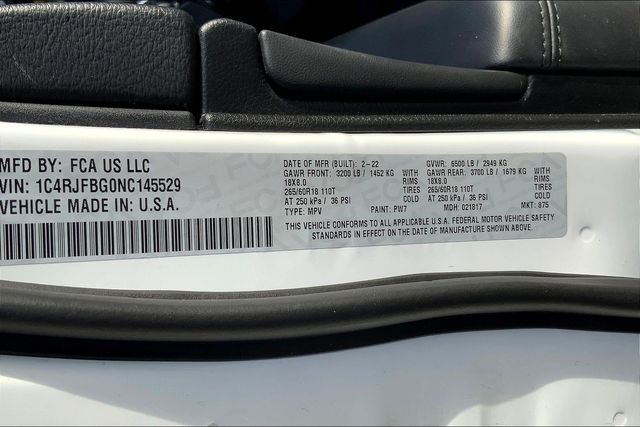 MFD BY: FCA US LLC
VIN: 1C4RJFBG0NC145529
VEHICLE MADE IN: U.S.A.
DATE OF MFR (BUILT): 2-22 GVWR: 6500 LB / 2949 KG
GAWR FRONT: 3200 LB / 1452 KG WITH GAWR REAR: 3700 LB / 1679 KG WITH
18X8.0 RIMS 18X8.0 RIMS
265/60R18 110T TIRES 265/60R18 110T TIRES
AT 250 kPa / 36 PSI COLD AT 250 kPa / 36 PSI COLD
TYPE: MPV PAINT: PW7 MDH: 021817 MKT: 875
THIS VEHICLE CONFORMS TO ALL APPLICABLE U.S.A. FEDERAL MOTOR VEHICLE SAFETY
STANDARDS IN EFFECT ON THE DATE OF MANUFACTURE SHOWN ABOVE.